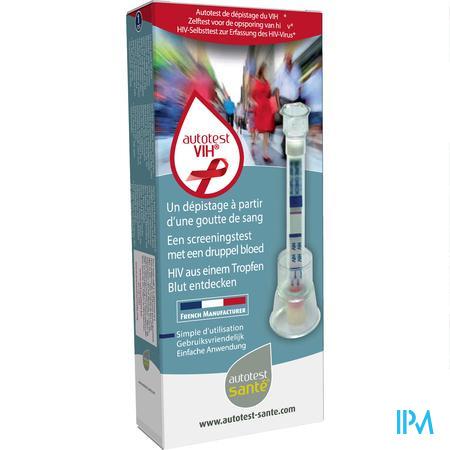 Autotest de dépistage du VIH *
Zelftest voor de opsporing van hi v*
HIV-Selbsttest zur Erfassung des HIV-Virus*
autotest
VIH®
Un dépistage à partir
d'une goutte de sang
Een screeningstest
met een druppel bloed
HIV aus einem Tropfen
Blut entdecken
FRENCH MANUFACTURER
Simple d'utilisation
Gebruiksvriendelijk
Einfache Anwendung
autotest
santé®
www.autotest-sante.com
IPM